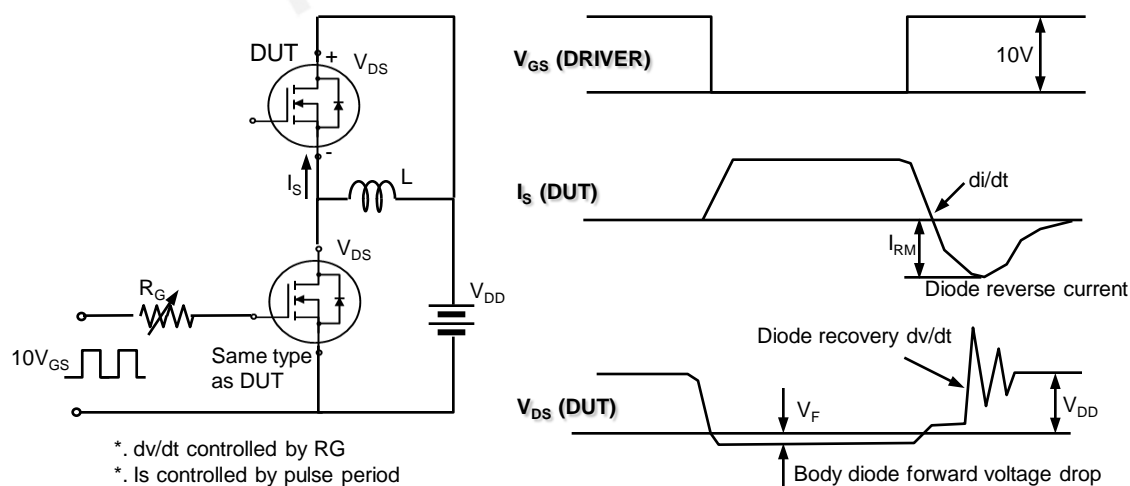 DUT
+
V_DS
-
I_S
L
V_DS
R_G
V_DD
10V_GS
Same type
as DUT
*. dv/dt controlled by RG
*. Is controlled by pulse period
V_GS (DRIVER)
10V
I_S (DUT)
di/dt
I_RM
Diode reverse current
Diode recovery dv/dt
V_DS (DUT)
V_F
V_DD
Body diode forward voltage drop